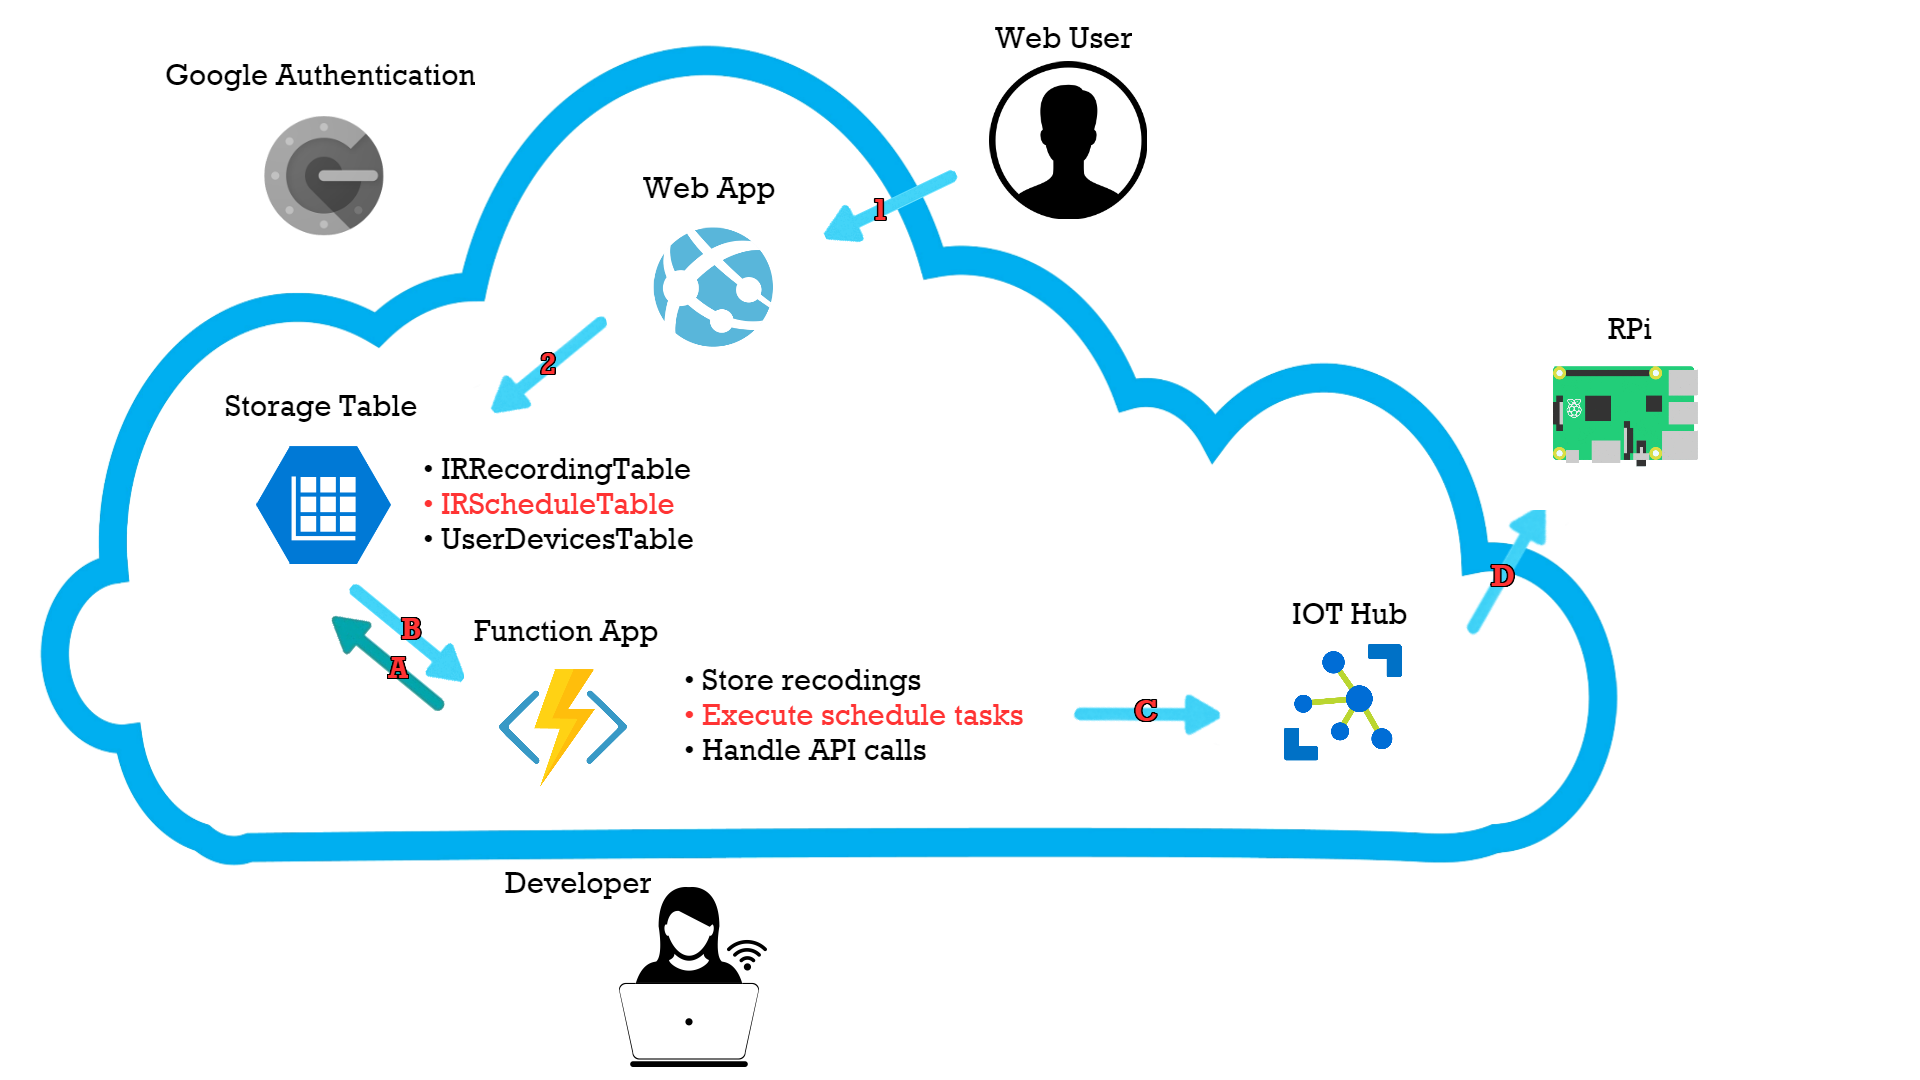 Web User
Google Authentication
Web App
1
2
RPi
Storage Table
• IRRecordingTable
• IRScheduleTable
• UserDevicesTable
D
IOT Hub
B
A
Function App
• Store recodings
• Execute schedule tasks
• Handle API calls
C
Developer